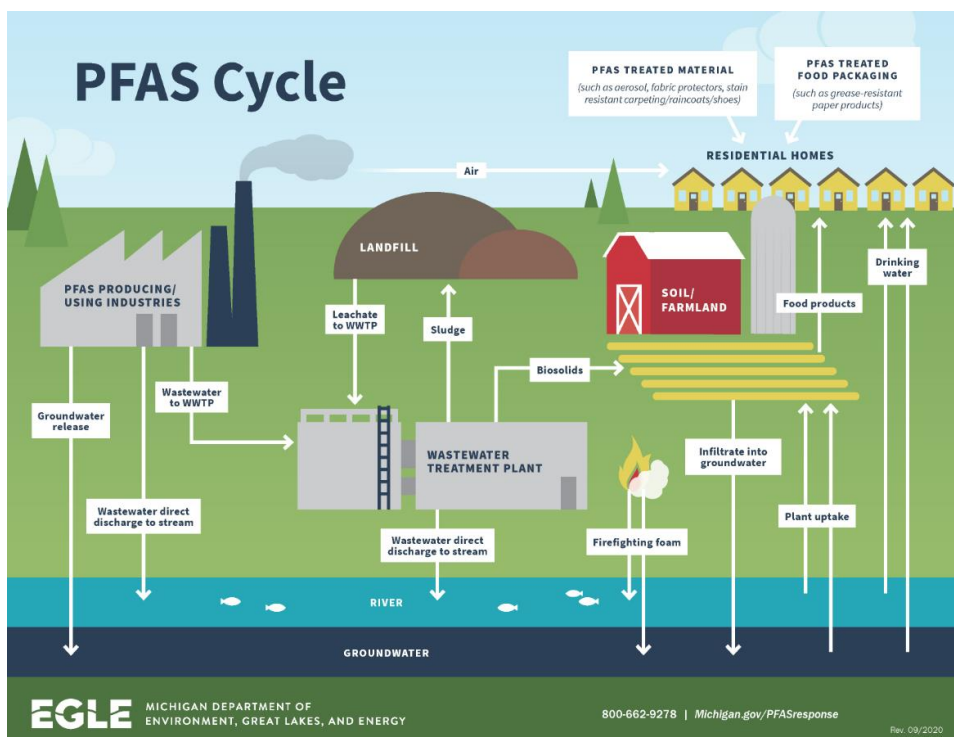 PFAS Cycle
PFAS TREATED MATERIAL
(such as aerosol, fabric protectors, stain
resistant carpeting/raincoats/shoes)
PFAS TREATED
FOOD PACKAGING
(such as grease-resistant
paper products)
RESIDENTIAL HOMES
Air
LANDFILL
PFAS PRODUCING/
USING INDUSTRIES
SOIL/
FARMLAND
Drinking
water
Food products
Leachate
to WWTP
Sludge
Biosolids
Wastewater
to WWTP
Groundwater
release
WASTEWATER
TREATMENT PLANT
Infiltrate into
groundwater
Wastewater direct
discharge to stream
Wastewater direct
discharge to stream
Firefighting foam
Plant uptake
RIVER
GROUNDWATER
EGLE
MICHIGAN DEPARTMENT OF
ENVIRONMENT, GREAT LAKES, AND ENERGY
800-662-9278 | Michigan.gov/PFASresponse
Rev. 09/2020